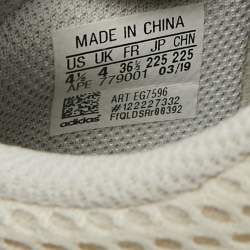 MADE IN CHINA
US UK FR JP CHN
4½ 4 36⅔ 225 225
APE 779001 03/19
ART EG7596
#122227332
adidas FfQLDSRr00392